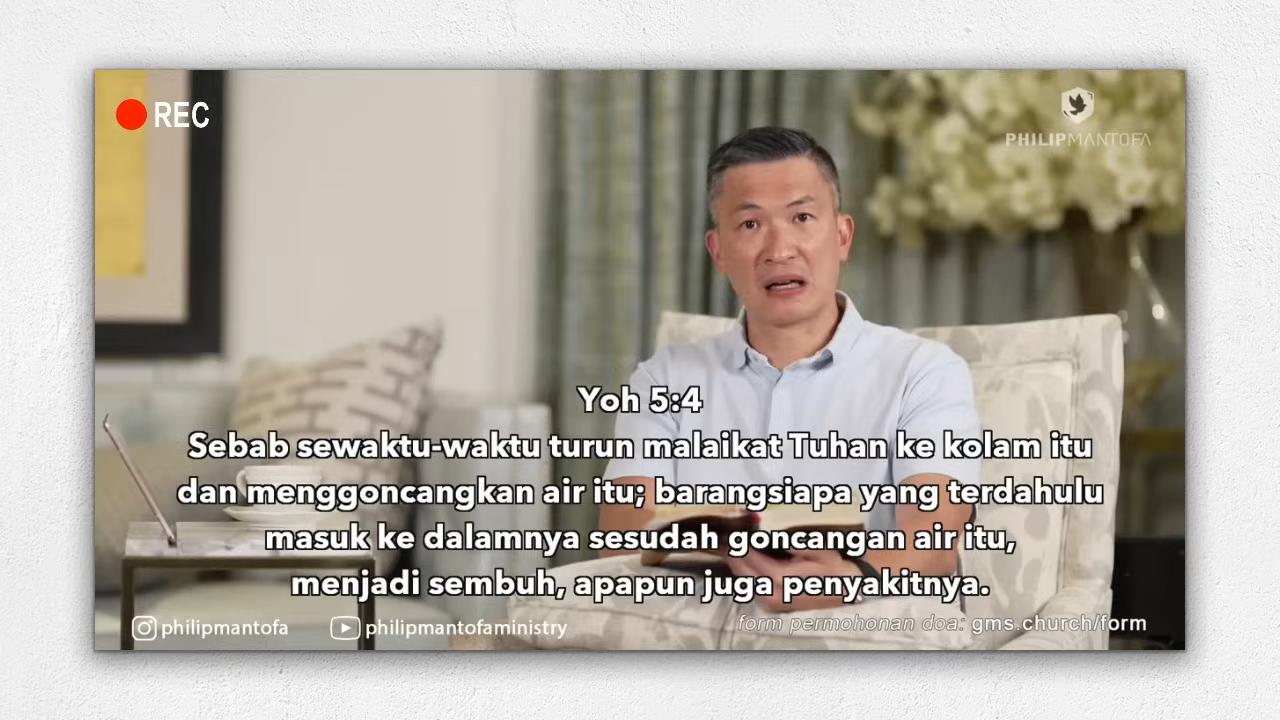 REC
PHILIPMANTOFA
Yoh 5:4
Sebab sewaktu-waktu turun malaikat Tuhan ke kolam itu
dan menggoncangkan air itu; barangsiapa yang terdahulu
masuk ke dalamnya sesudah goncangan air itu,
menjadi sembuh, apapun juga penyakitnya.
philipmantofa
philipmantofaministry
form permohonan doa: gms.church/form